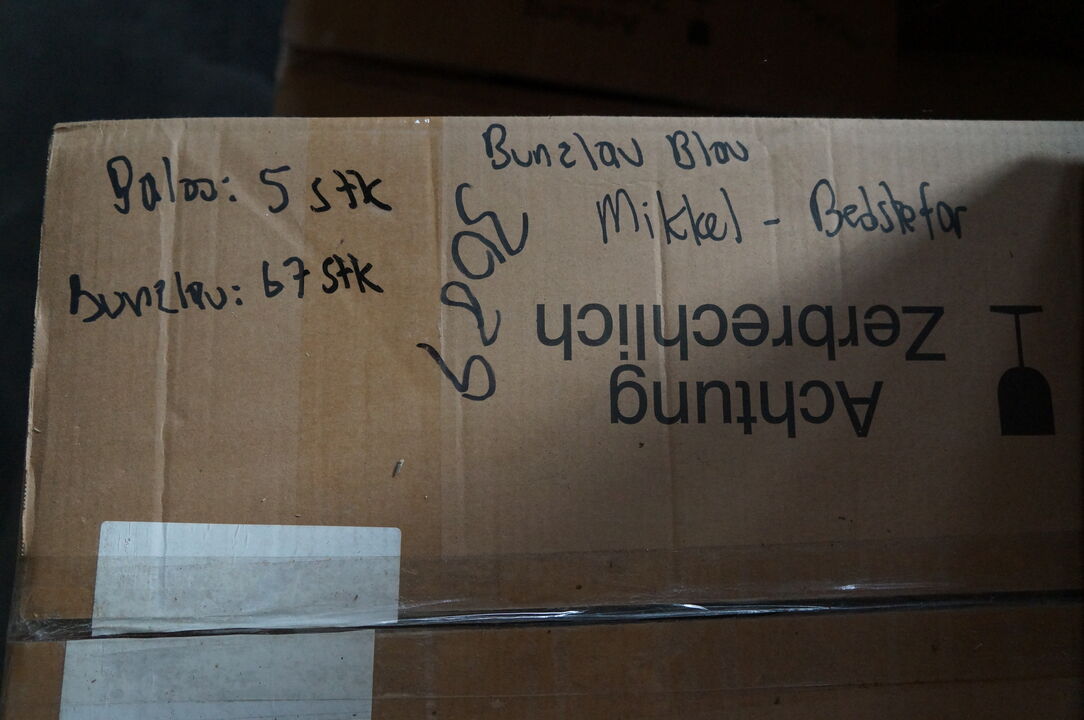 Bunzlau Blau
Mikkel - Bedstefar
5 stk
Bunzlau: 67 stk
Achtung
Zerbrechlich